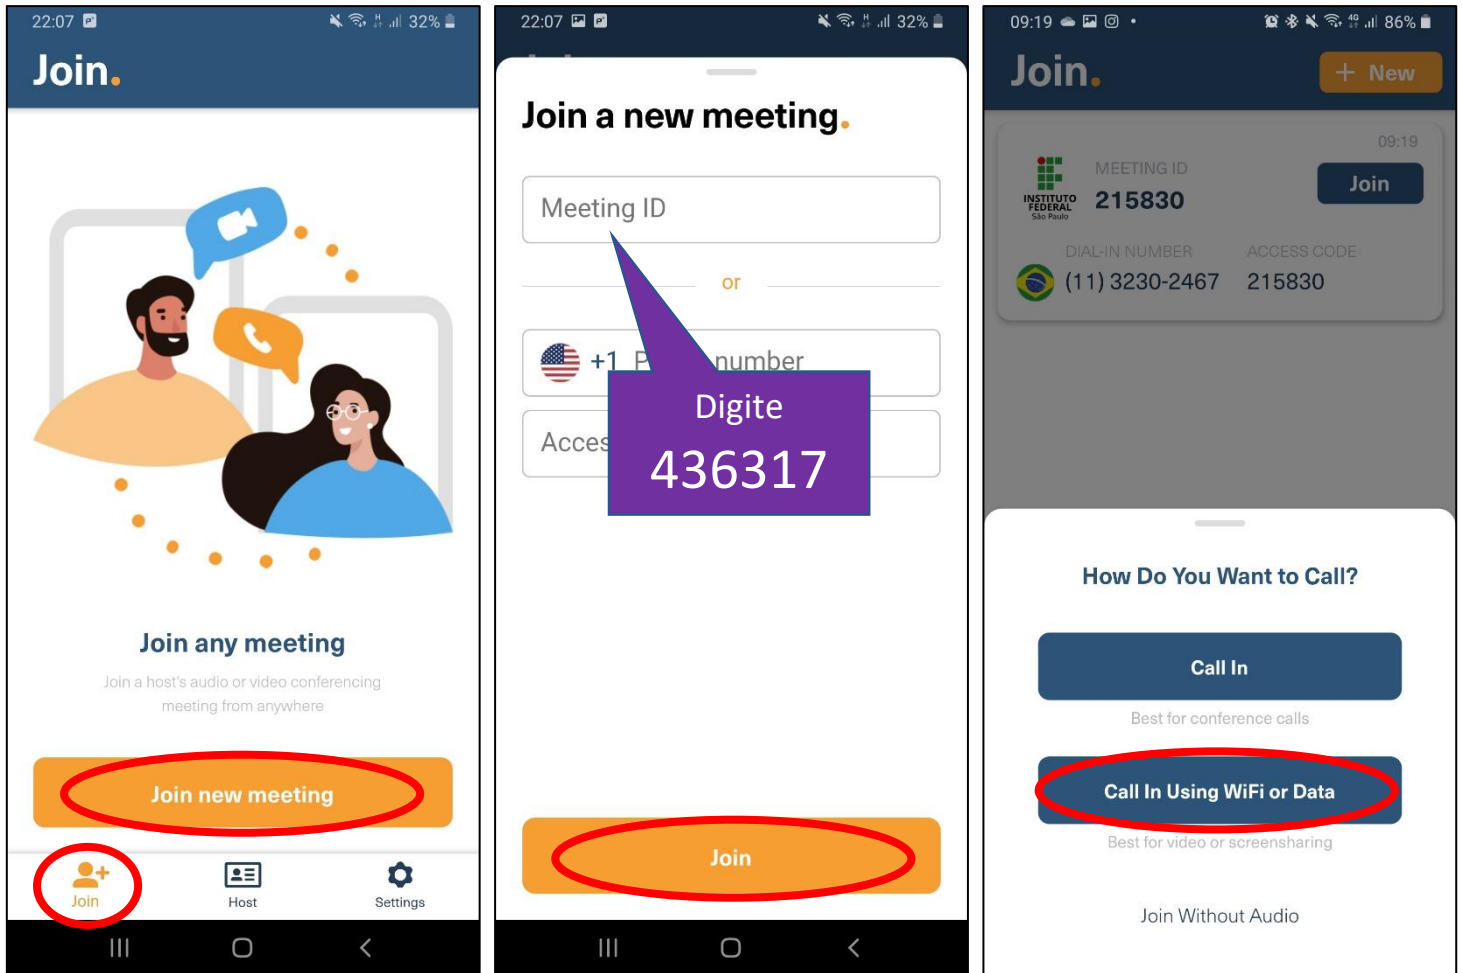 22:07
32%
Join.
Join any meeting
Join a host's audio or video conferencing
meeting from anywhere
Join new meeting
Join
Host
Settings
22:07
32%
Join a new meeting.
Meeting ID
or
+1
number
Digite
436317
Join
09:19
4G
86%
Join.
+ New
09:19
INSTITUTO
FEDERAL
São Paulo
MEETING ID
215830
Join
DIAL-IN NUMBER
(11) 3230-2467
ACCESS CODE
215830
How Do You Want to Call?
Call In
Best for conference calls
Call In Using WiFi or Data
Best for video or screensharing
Join Without Audio